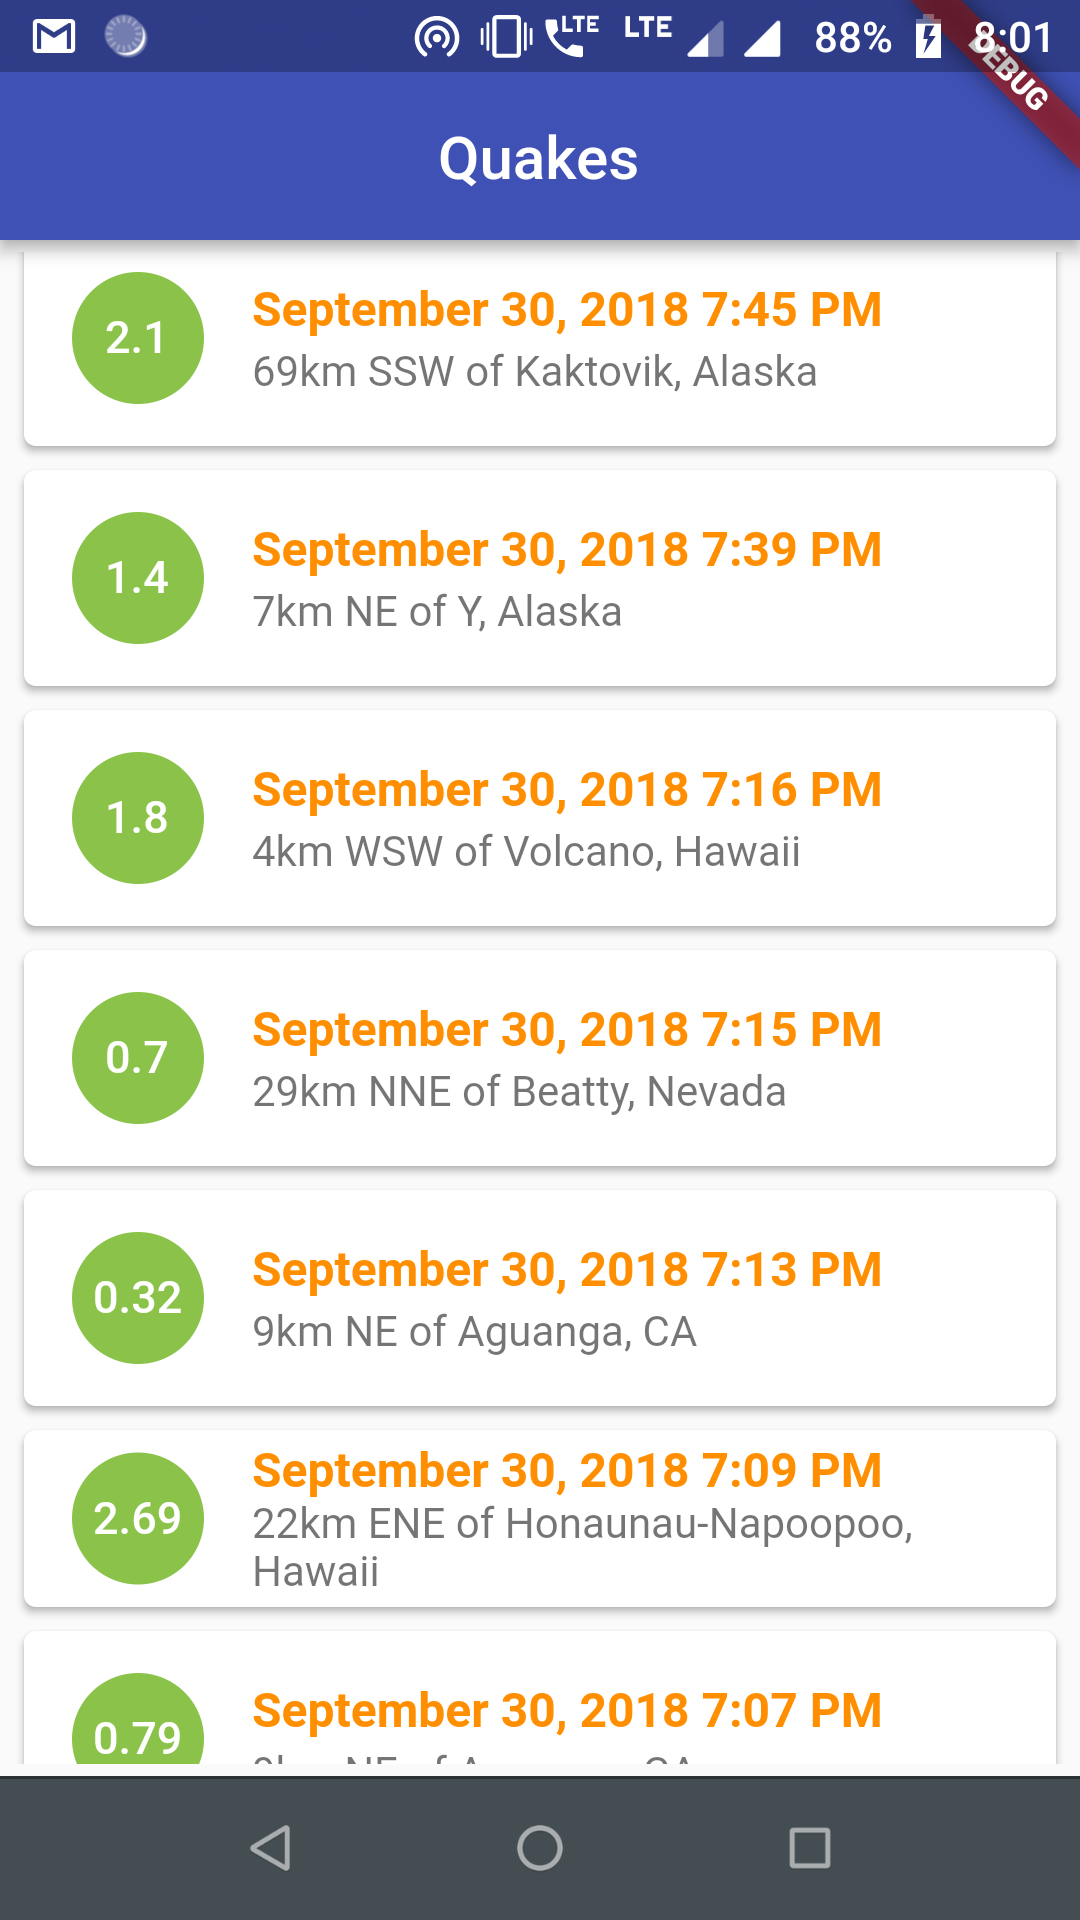 LTE LTE 88% 8:01
DEBUG
Quakes
2.1
September 30, 2018 7:45 PM
69km SSW of Kaktovik, Alaska
1.4
September 30, 2018 7:39 PM
7km NE of Y, Alaska
1.8
September 30, 2018 7:16 PM
4km WSW of Volcano, Hawaii
0.7
September 30, 2018 7:15 PM
29km NNE of Beatty, Nevada
0.32
September 30, 2018 7:13 PM
9km NE of Aguanga, CA
2.69
September 30, 2018 7:09 PM
22km ENE of Honaunau-Napoopoo,
Hawaii
0.79
September 30, 2018 7:07 PM
NE of